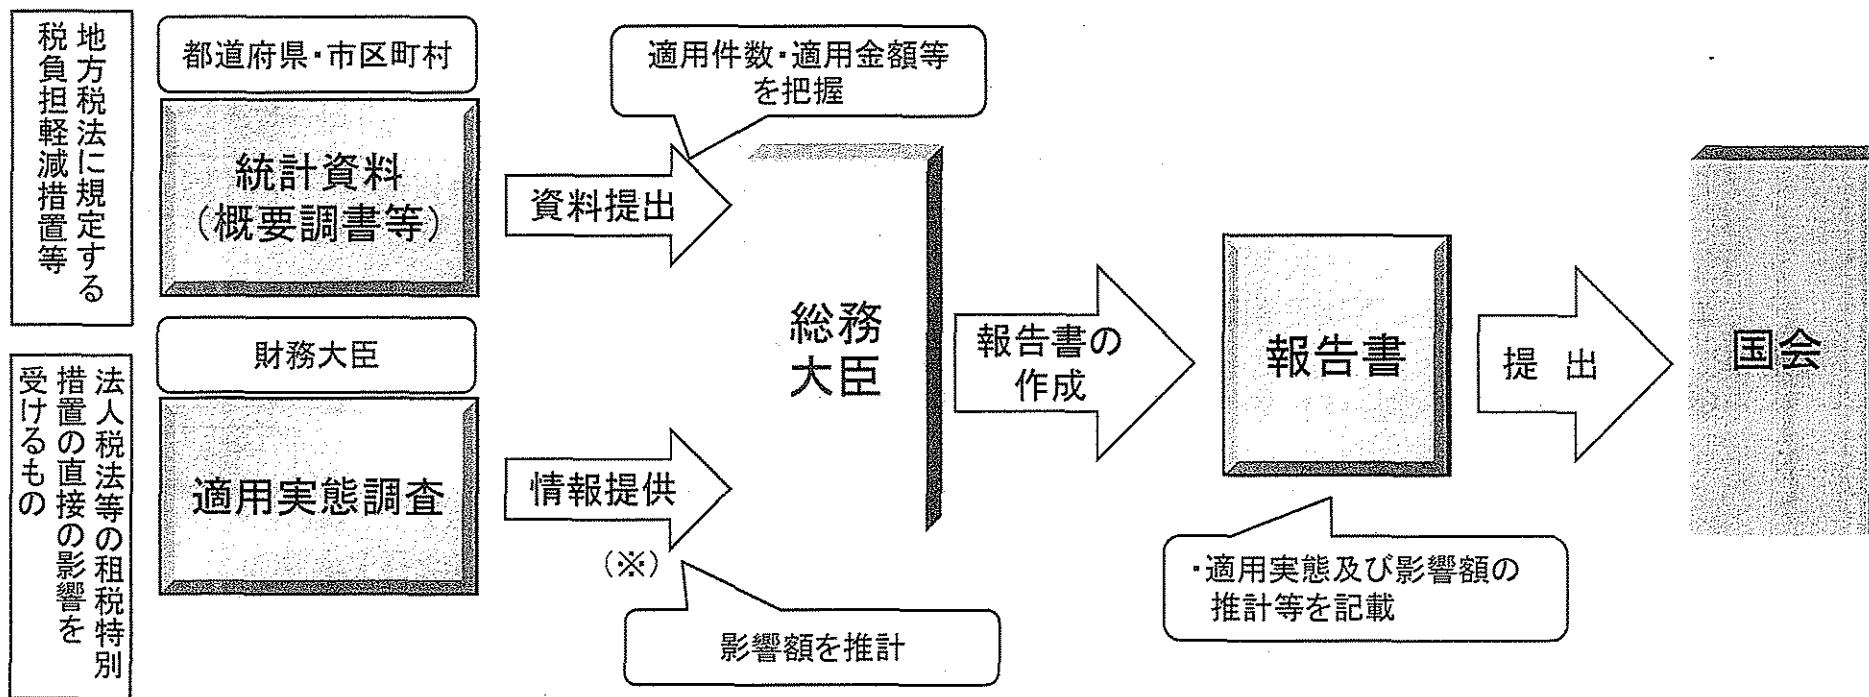 地方税法に規定する
税負担軽減措置等
都道府県・市区町村
統計資料
（概要調書等）
適用件数・適用金額等
を把握
資料提出
法人税法等の租税特別
措置の直接の影響を
受けるもの
財務大臣
適用実態調査
情報提供
（※）
影響額を推計
総務
大臣
報告書の
作成
報告書
・適用実態及び影響額の
推計等を記載
提 出
国会